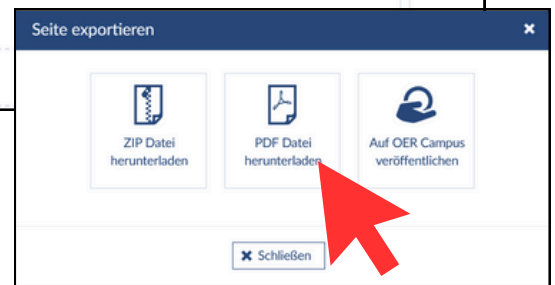 Seite exportieren
ZIP Datei
herunterladen
PDF Datei
herunterladen
Auf OER Campus
veröffentlichen
Schließen